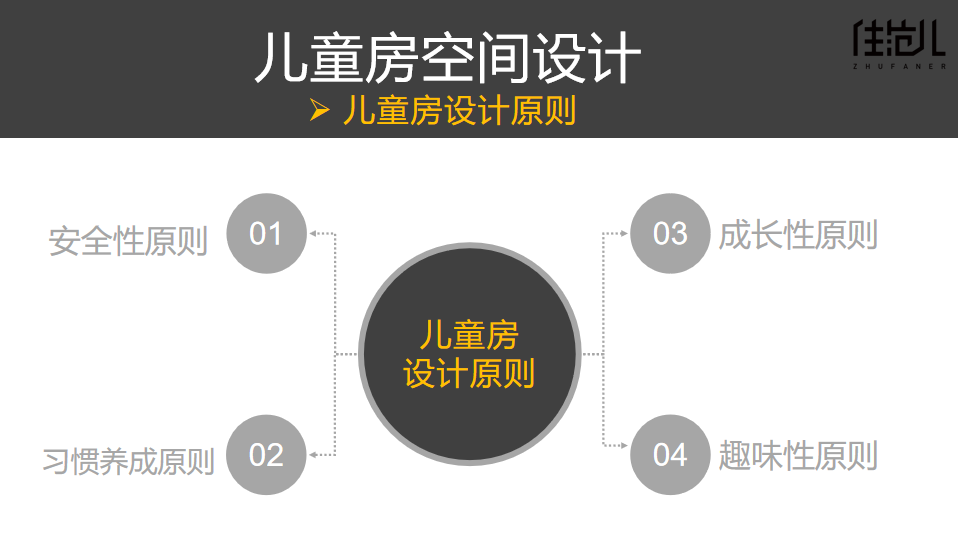 儿童房空间设计
儿童房设计原则
住范儿
ZHUFANER
01
安全性原则
02
习惯养成原则
儿童房
设计原则
03
成长性原则
04
趣味性原则